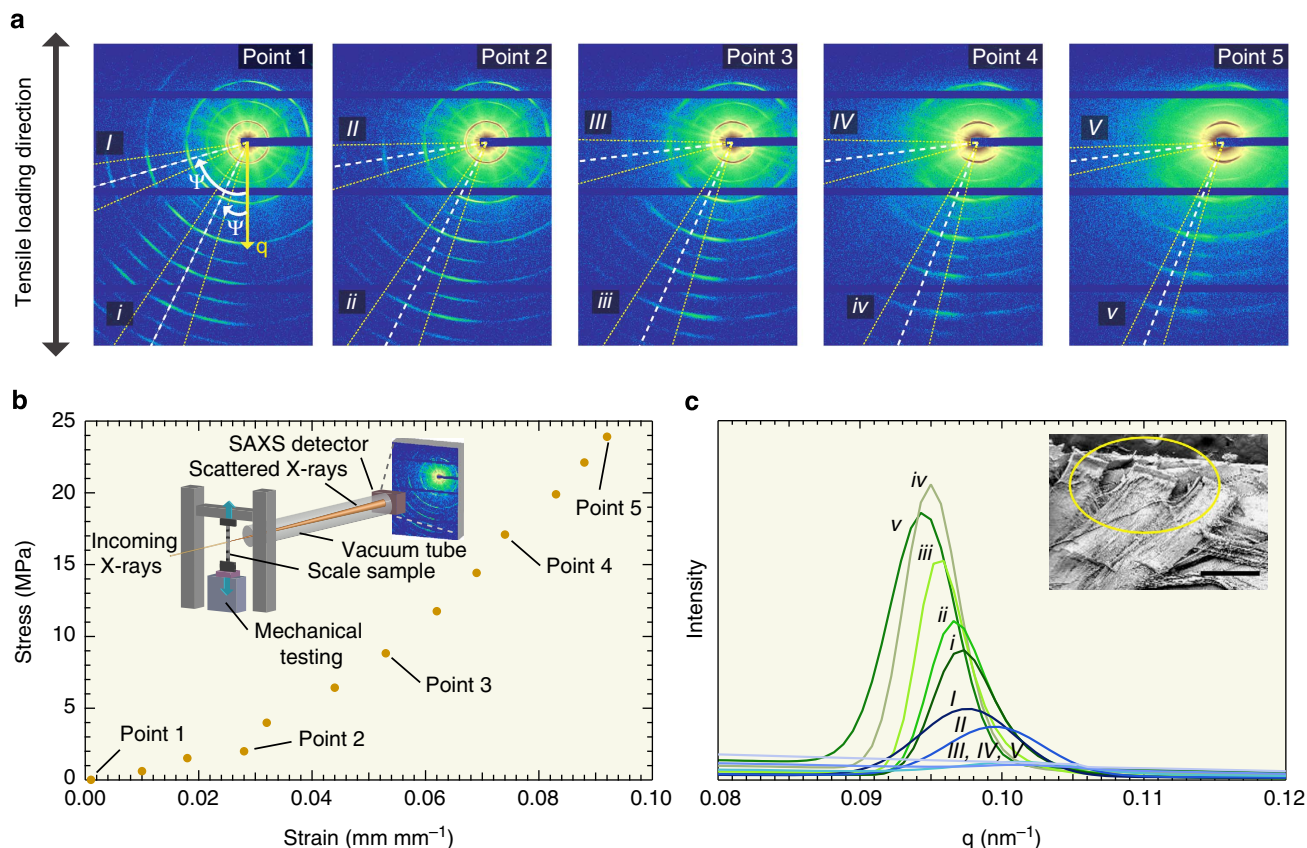 a
Tensile loading direction
Point 1
I
Ψ
Ψ
q
i
Point 2
II
ii
Point 3
III
iii
Point 4
IV
iv
Point 5
V
v
b
Stress (MPa)
25
20
15
10
5
0
0.00
0.02
0.04
0.06
0.08
0.10
Strain (mm mm⁻¹)
SAXS detector
Scattered X-rays
Incoming
X-rays
Vacuum tube
Scale sample
Mechanical
testing
Point 1
Point 2
Point 3
Point 4
Point 5
c
Intensity
iv
v
iii
ii
i
I
II
III, IV, V
0.08
0.09
0.10
0.11
0.12
q (nm⁻¹)